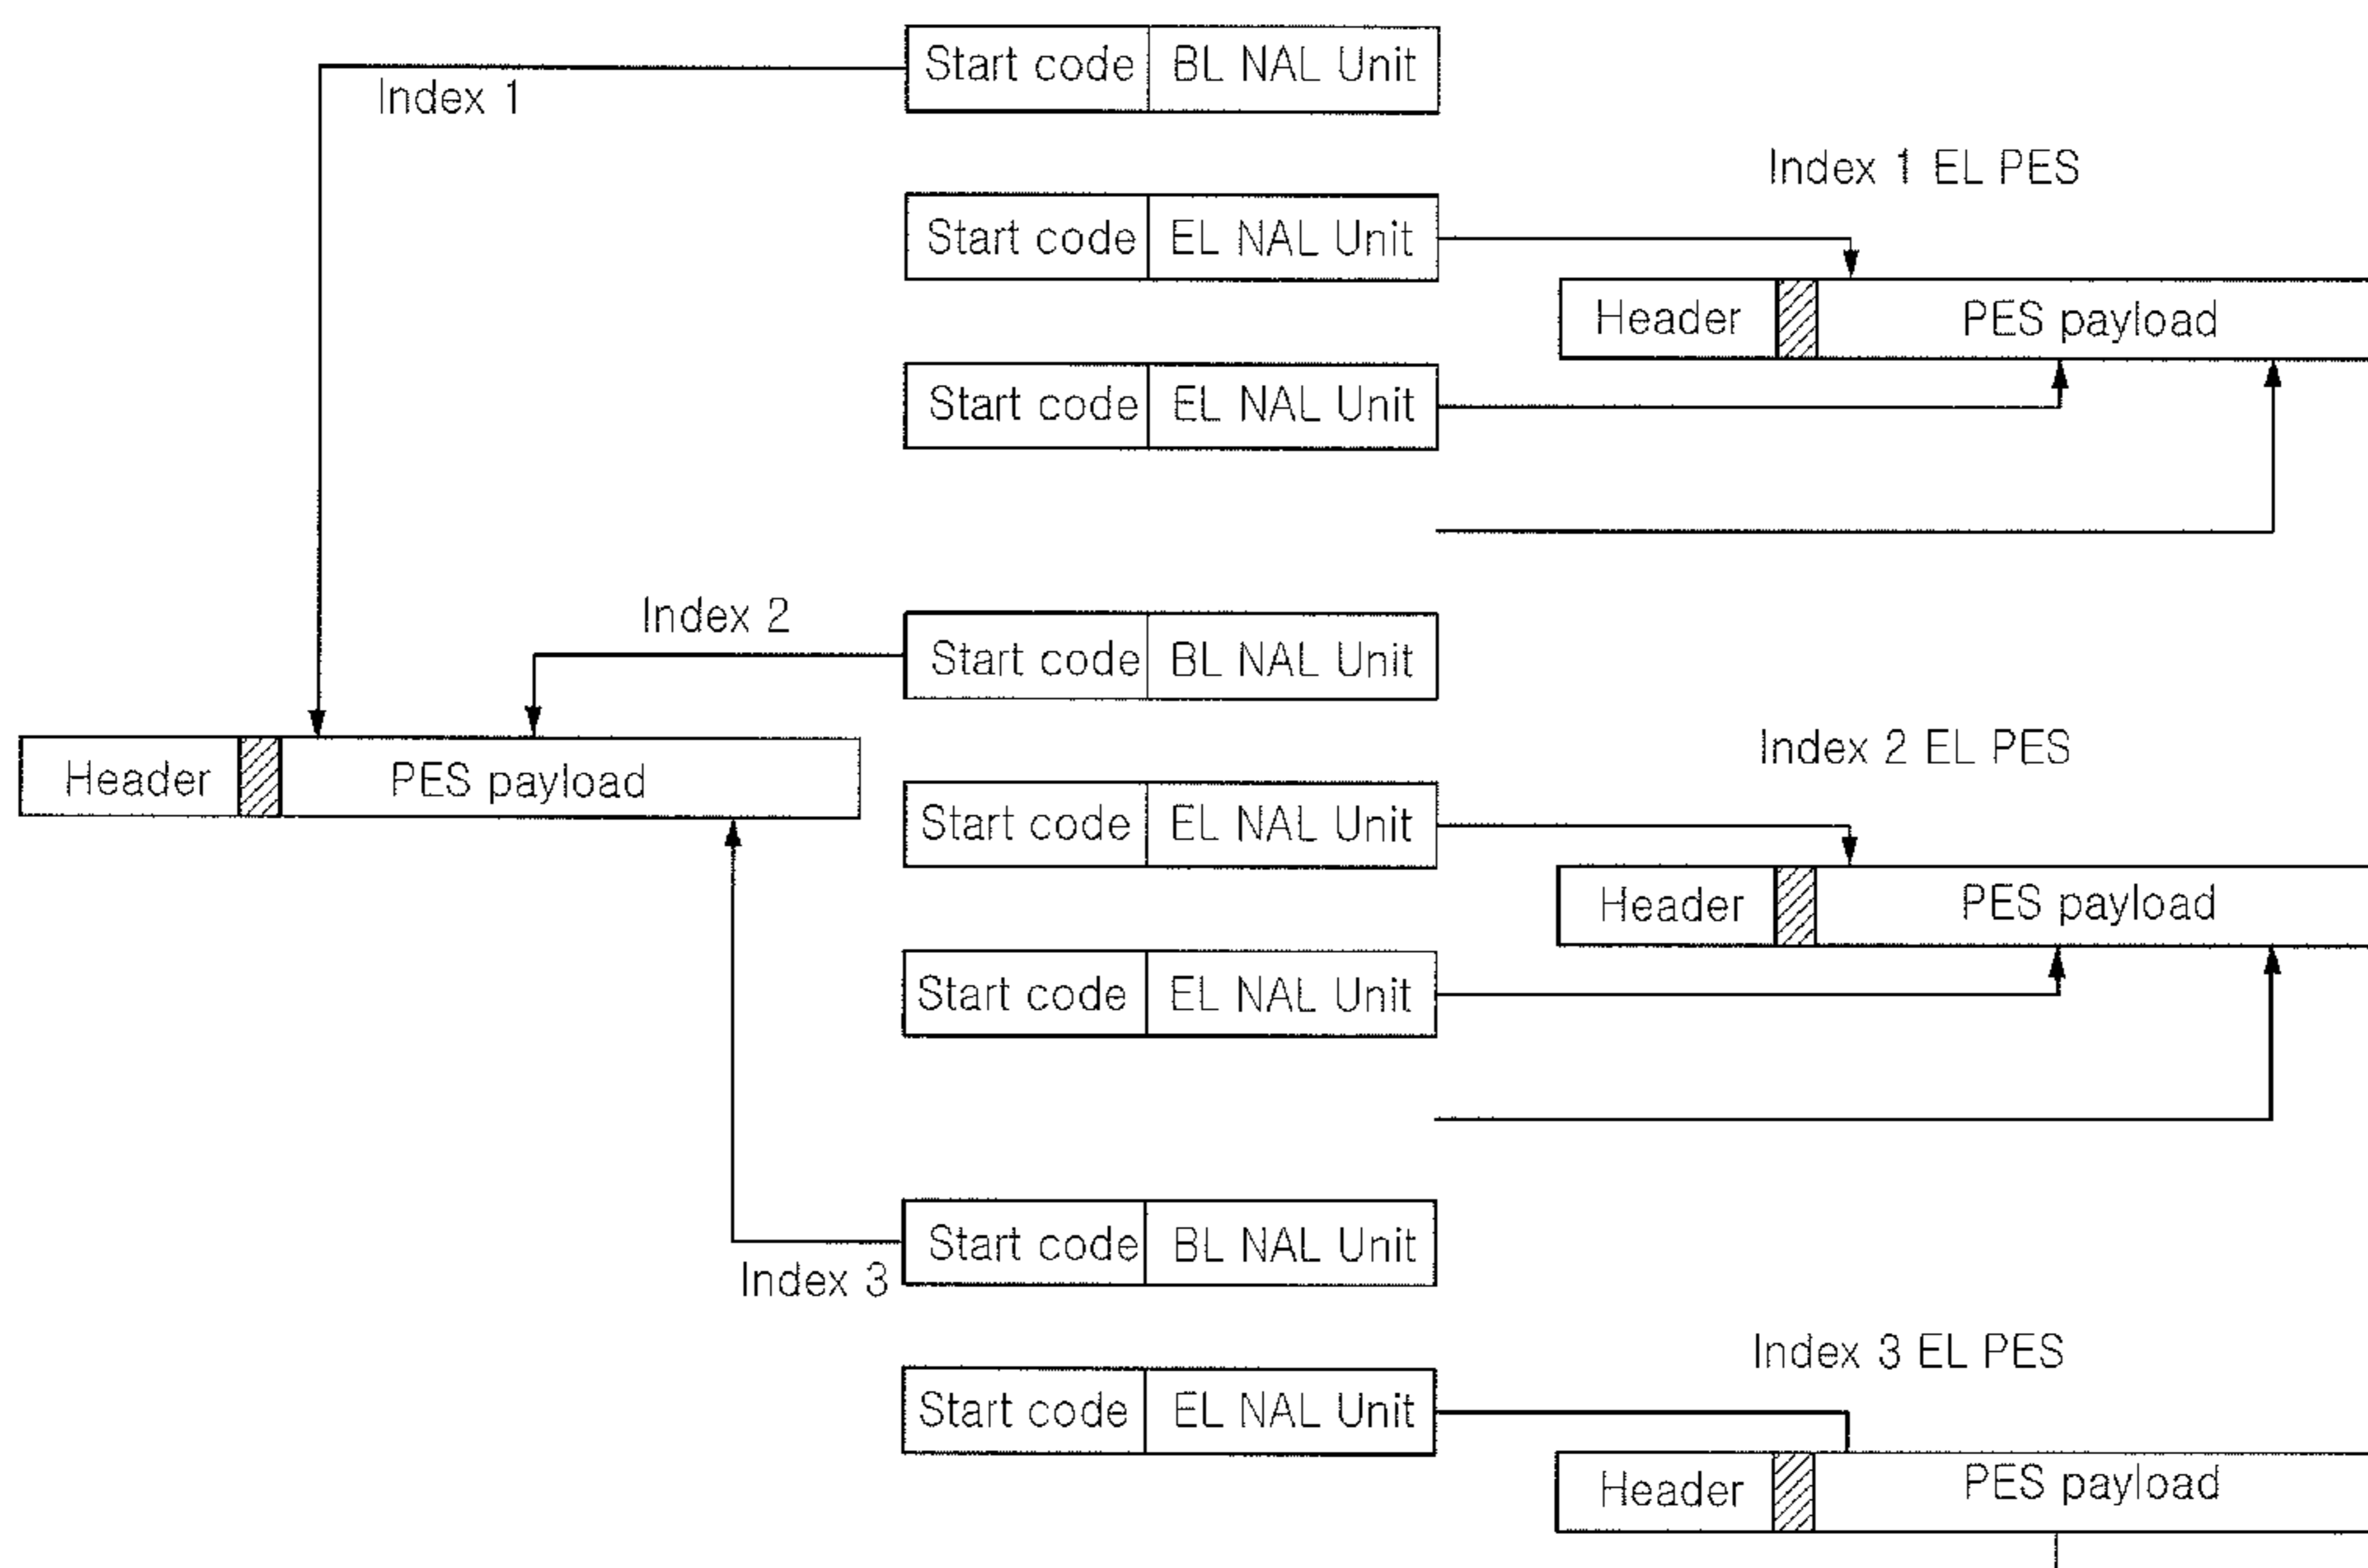 Start code BL NAL Unit
Index 1
Index 1 EL PES
Start code EL NAL Unit
Header PES payload
Start code EL NAL Unit
Index 2
Start code BL NAL Unit
Index 2 EL PES
Header PES payload
Start code EL NAL Unit
Header PES payload
Start code EL NAL Unit
Start code BL NAL Unit
Index 3
Index 3 EL PES
Start code EL NAL Unit
Header PES payload